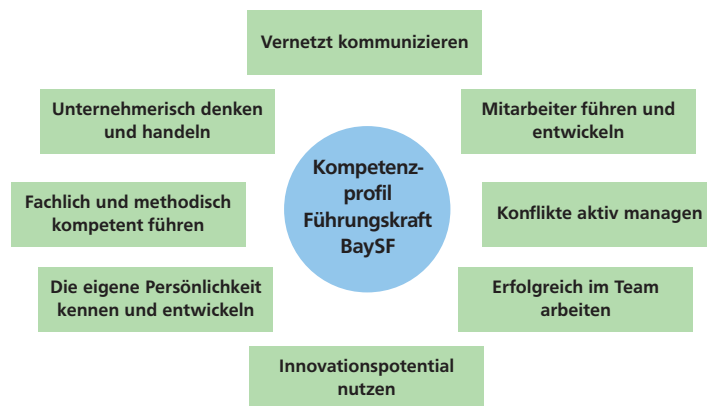 Vernetzt kommunizieren
Unternehmerisch denken
und handeln
Mitarbeiter führen und
entwickeln
Kompetenz-
profil
Führungskraft
BaySF
Fachlich und methodisch
kompetent führen
Konflikte aktiv managen
Die eigene Persönlichkeit
kennen und entwickeln
Erfolgreich im Team
arbeiten
Innovationspotential
nutzen